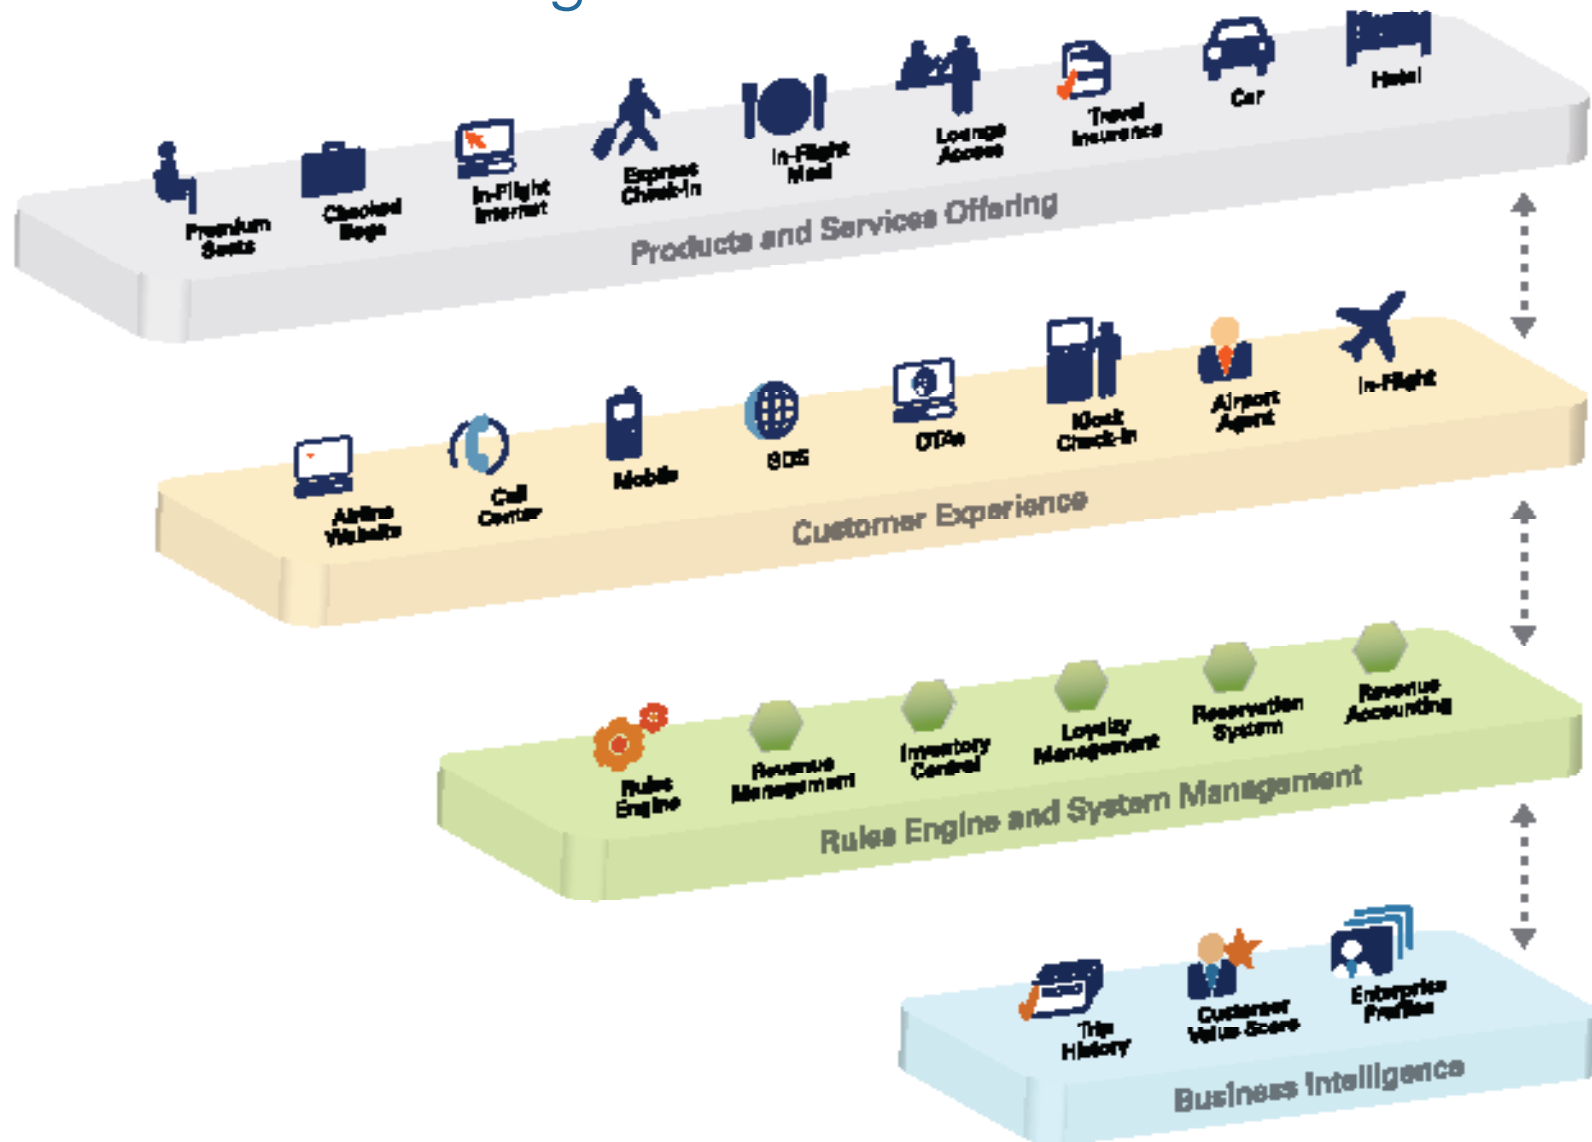 Premium
Seats
Checked
Bags
In-Flight
Internet
Express
Check-In
In-Flight
Meal
Lounge
Access
Travel
Insurance
Car
Hotel
Products and Services Offering
Airline
Website
Call
Center
Mobile
GDS
OTAs
Kiosk
Check-In
Airport
Agent
In-Flight
Customer Experience
Rules
Engine
Revenue
Management
Inventory
Control
Loyalty
Management
Reservation
System
Revenue
Accounting
Rules Engine and System Management
Trip
History
Customer
Value Score
Enterprise
Profiles
Business Intelligence